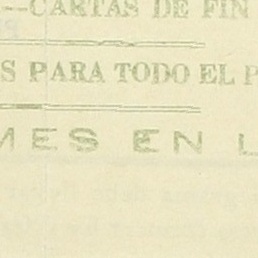 —CARTAS DE FIN
S PARA TODO EL P
MES EN L